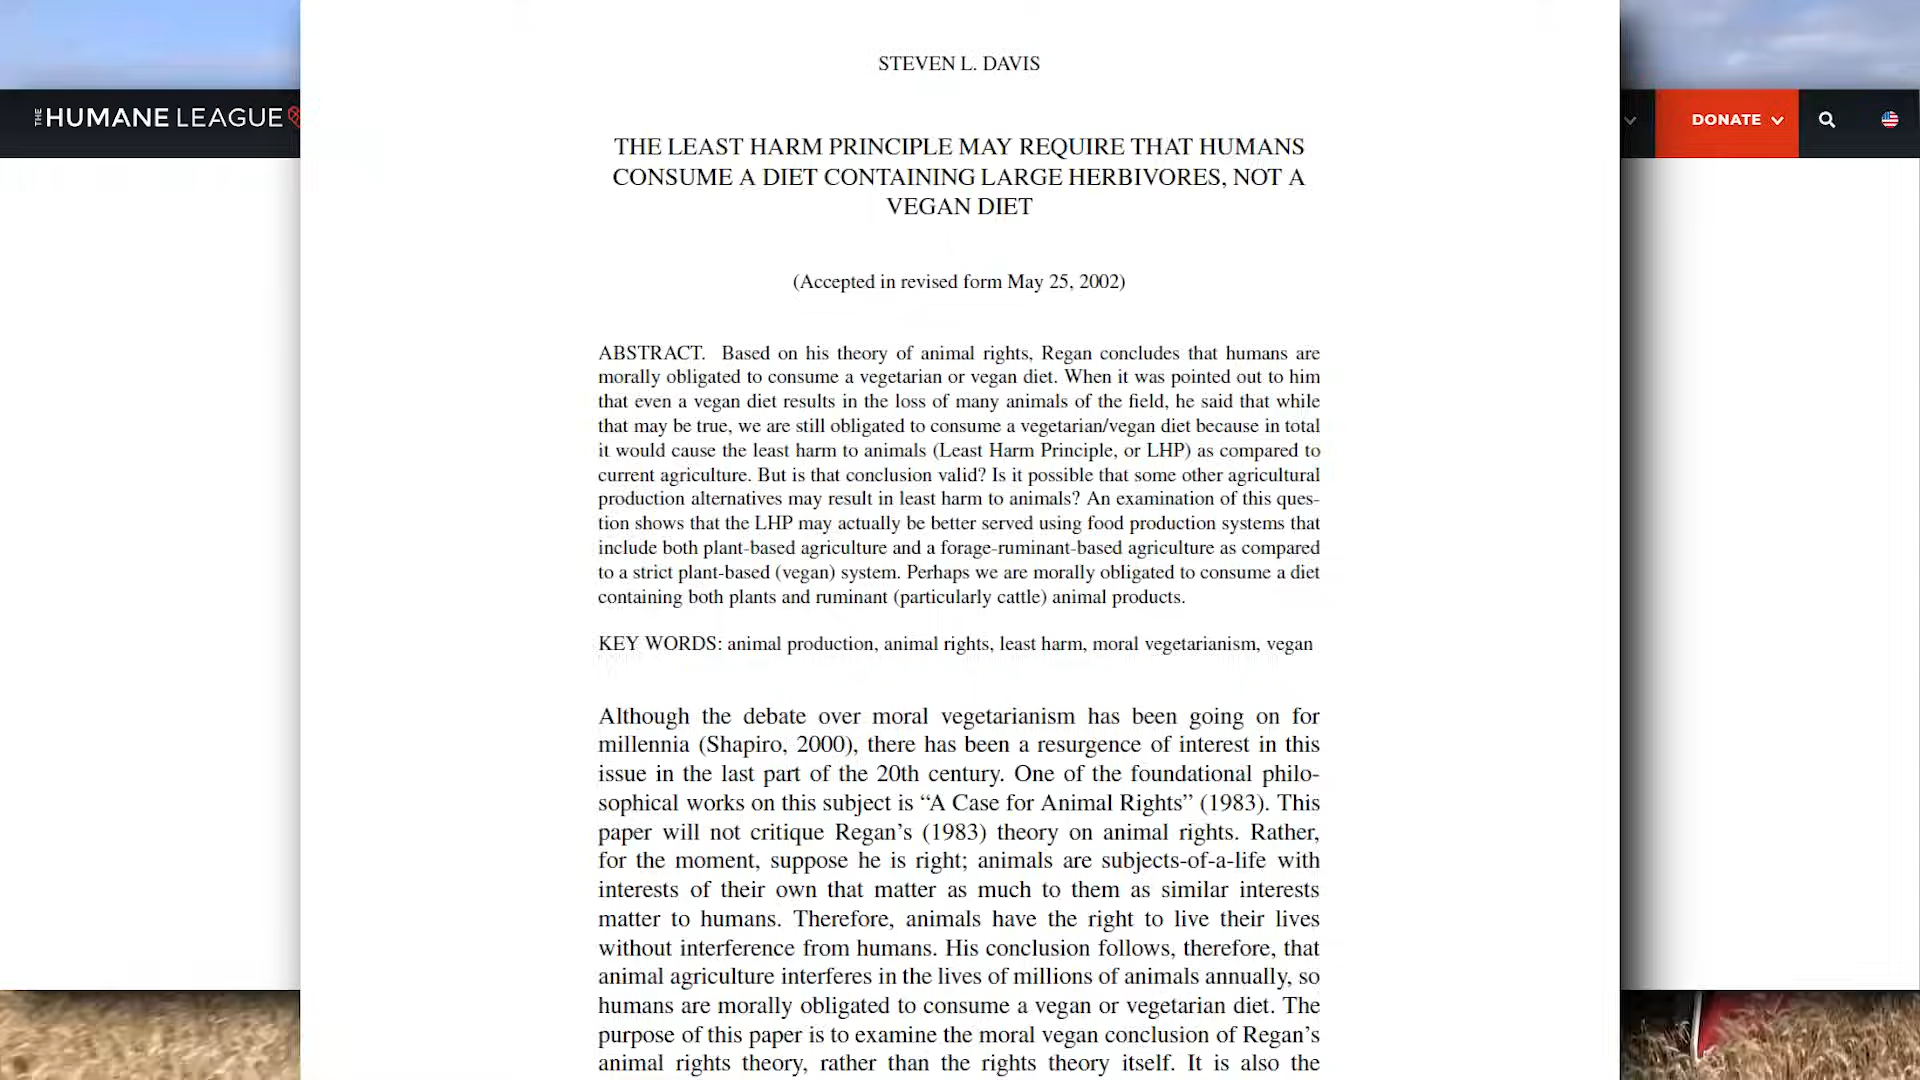 STEVEN L. DAVIS
THE HUMANE LEAGUE
DONATE
THE LEAST HARM PRINCIPLE MAY REQUIRE THAT HUMANS
CONSUME A DIET CONTAINING LARGE HERBIVORES, NOT A
VEGAN DIET
(Accepted in revised form May 25, 2002)
ABSTRACT. Based on his theory of animal rights, Regan concludes that humans are
morally obligated to consume a vegetarian or vegan diet. When it was pointed out to him
that even a vegan diet results in the loss of many animals of the field, he said that while
that may be true, we are still obligated to consume a vegetarian/vegan diet because in total
it would cause the least harm to animals (Least Harm Principle, or LHP) as compared to
current agriculture. But is that conclusion valid? Is it possible that some other agricultural
production alternatives may result in least harm to animals? An examination of this ques-
tion shows that the LHP may actually be better served using food production systems that
include both plant-based agriculture and a forage-ruminant-based agriculture as compared
to a strict plant-based (vegan) system. Perhaps we are morally obligated to consume a diet
containing both plants and ruminant (particularly cattle) animal products.
KEY WORDS: animal production, animal rights, least harm, moral vegetarianism, vegan
Although the debate over moral vegetarianism has been going on for
millennia (Shapiro, 2000), there has been a resurgence of interest in this
issue in the last part of the 20th century. One of the foundational philo-
sophical works on this subject is “A Case for Animal Rights” (1983). This
paper will not critique Regan’s (1983) theory on animal rights. Rather,
for the moment, suppose he is right; animals are subjects-of-a-life with
interests of their own that matter as much to them as similar interests
matter to humans. Therefore, animals have the right to live their lives
without interference from humans. His conclusion follows, therefore, that
animal agriculture interferes in the lives of millions of animals annually, so
humans are morally obligated to consume a vegan or vegetarian diet. The
purpose of this paper is to examine the moral vegan conclusion of Regan’s
animal rights theory, rather than the rights theory itself. It is also the